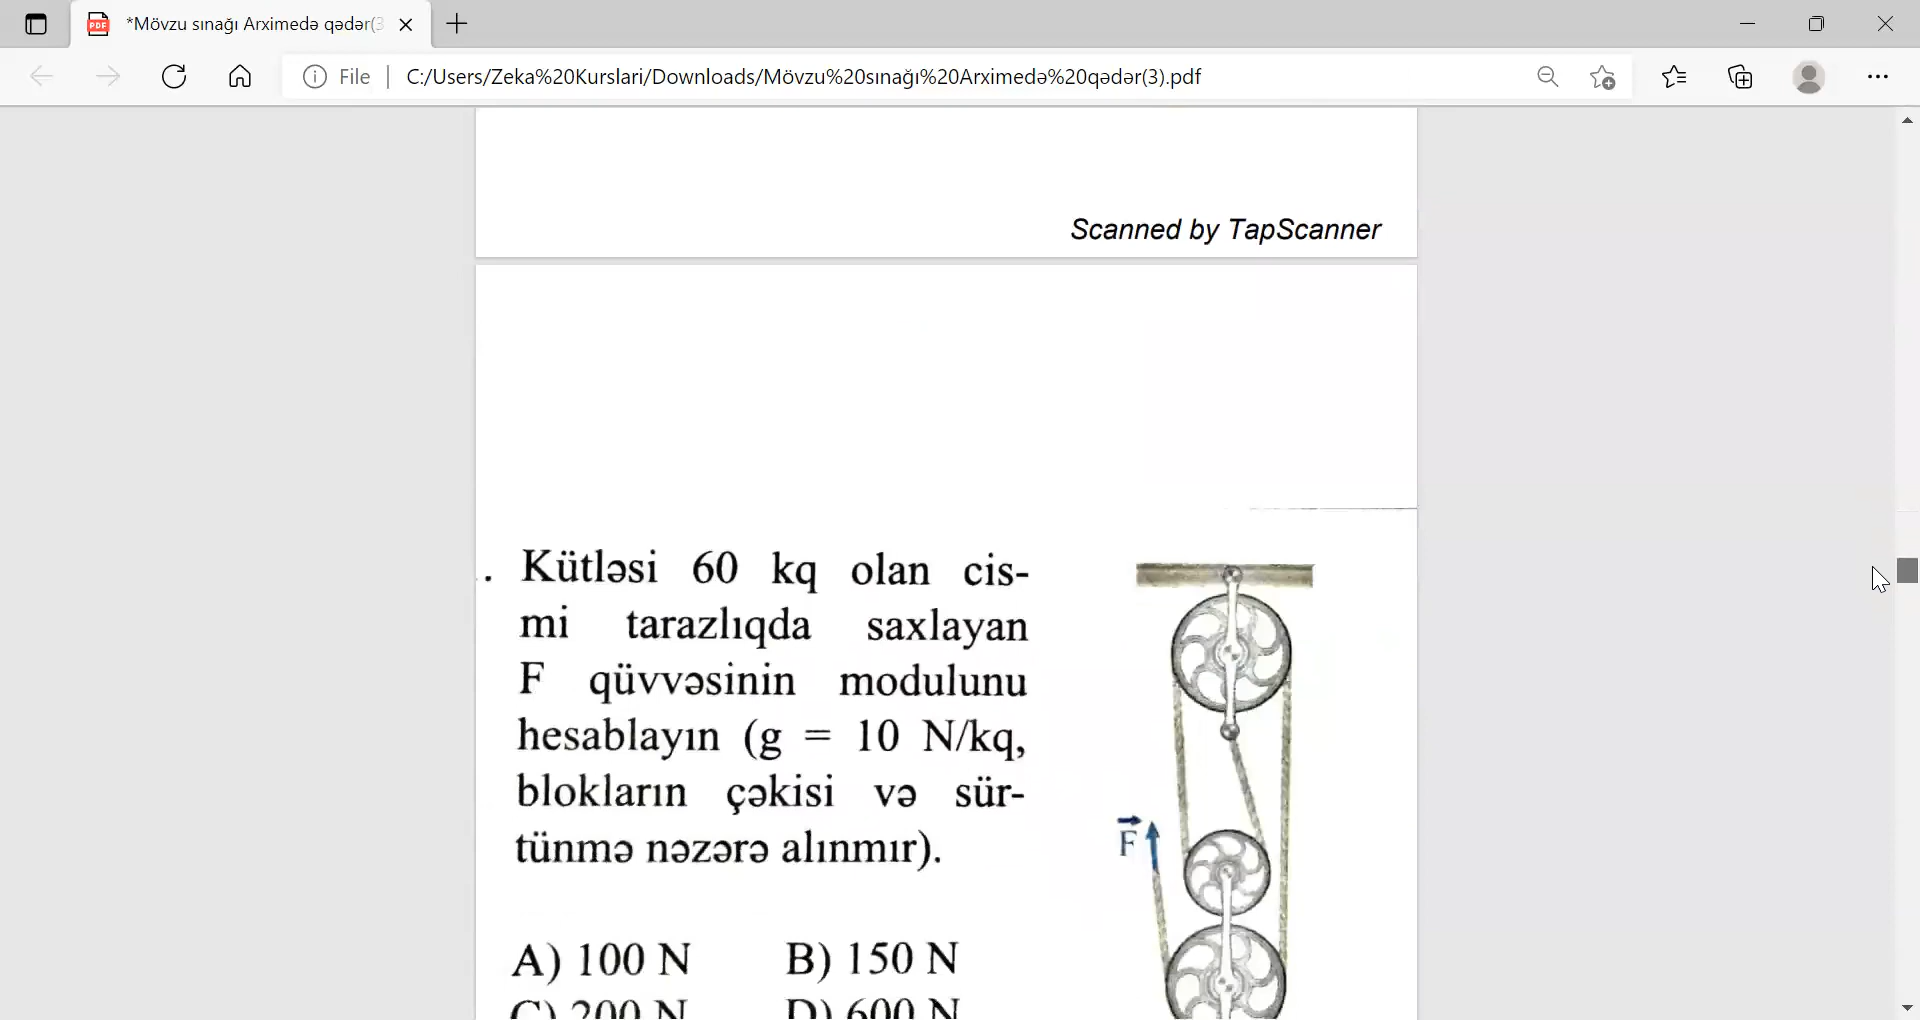 *Mövzu sınağı Arximedə qədər(3
File
C:/Users/Zeka%20Kurslari/Downloads/Mövzu%20sınağı%20Arximedə%20qədər(3).pdf
Scanned by TapScanner
. Kütləsi 60 kq olan cis-
mi tarazlıqda saxlayan
F qüvvəsinin modulunu
hesablayın (g = 10 N/kq,
blokların çəkisi və sür-
tünmə nəzərə alınmır).
F
A) 100 N B) 150 N
C) 200 N D) 600 N